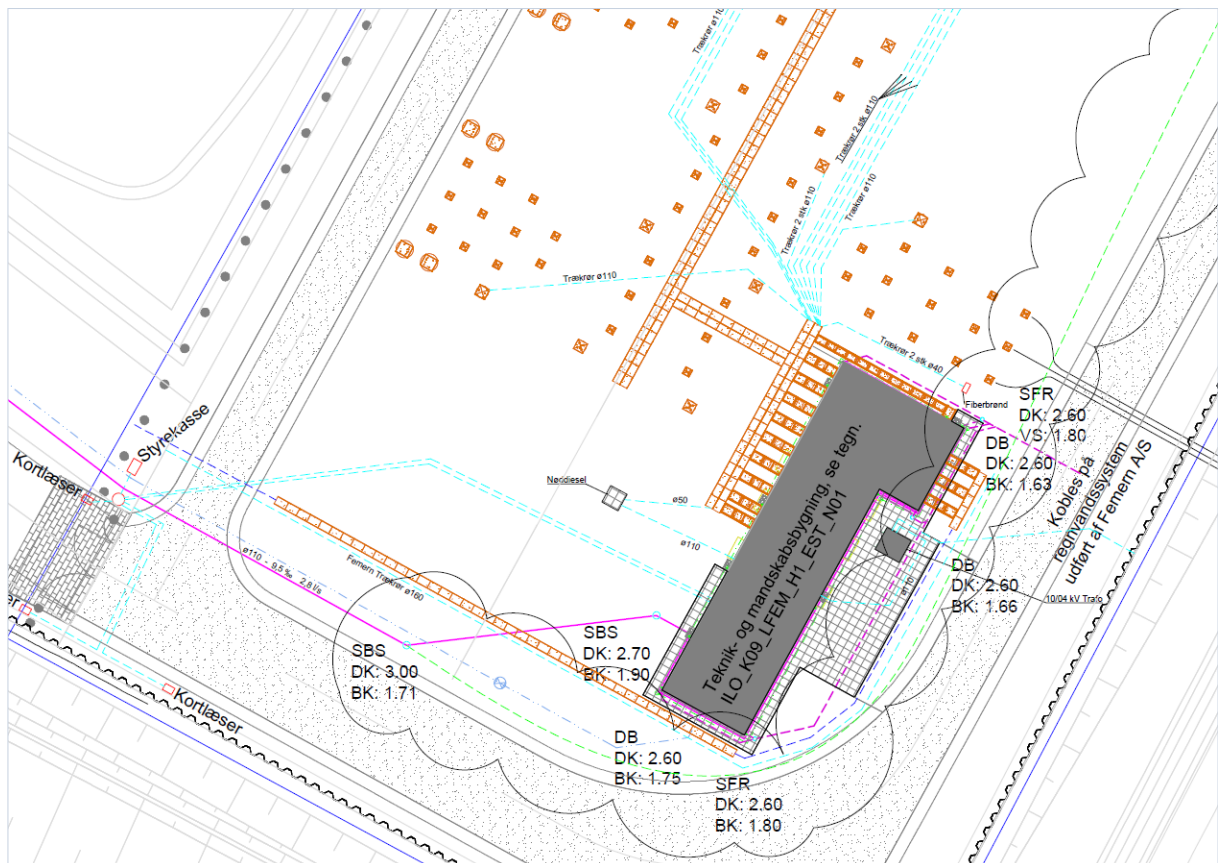 Trækrør ø110
Trækrør 2 stk ø110
Trækrør 2 stk ø110
Trækrør ø110
Trækrør ø110
Trækrør 2 stk ø40
Fiberbrønd
SFR
DK: 2.60
VS: 1.80
DB
DK: 2.60
BK: 1.63
Kobles på
regnvandssystem
udført af Femern A/S
Styrekasse
Kortlæser
Nøddiesel
ø50
ø110
Teknik- og mandskabsbygning, se tegn.
ILO_K09_LFEM_H1_EST_N01
ø110
Femern Trækrør ø160
9,5 ‰ 2,8 l/s
ø110
DB
DK: 2.60
BK: 1.66
10/04 kV Trafo
SBS
DK: 3.00
BK: 1.71
SBS
DK: 2.70
BK: 1.90
Kortlæser
DB
DK: 2.60
BK: 1.75
SFR
DK: 2.60
BK: 1.80